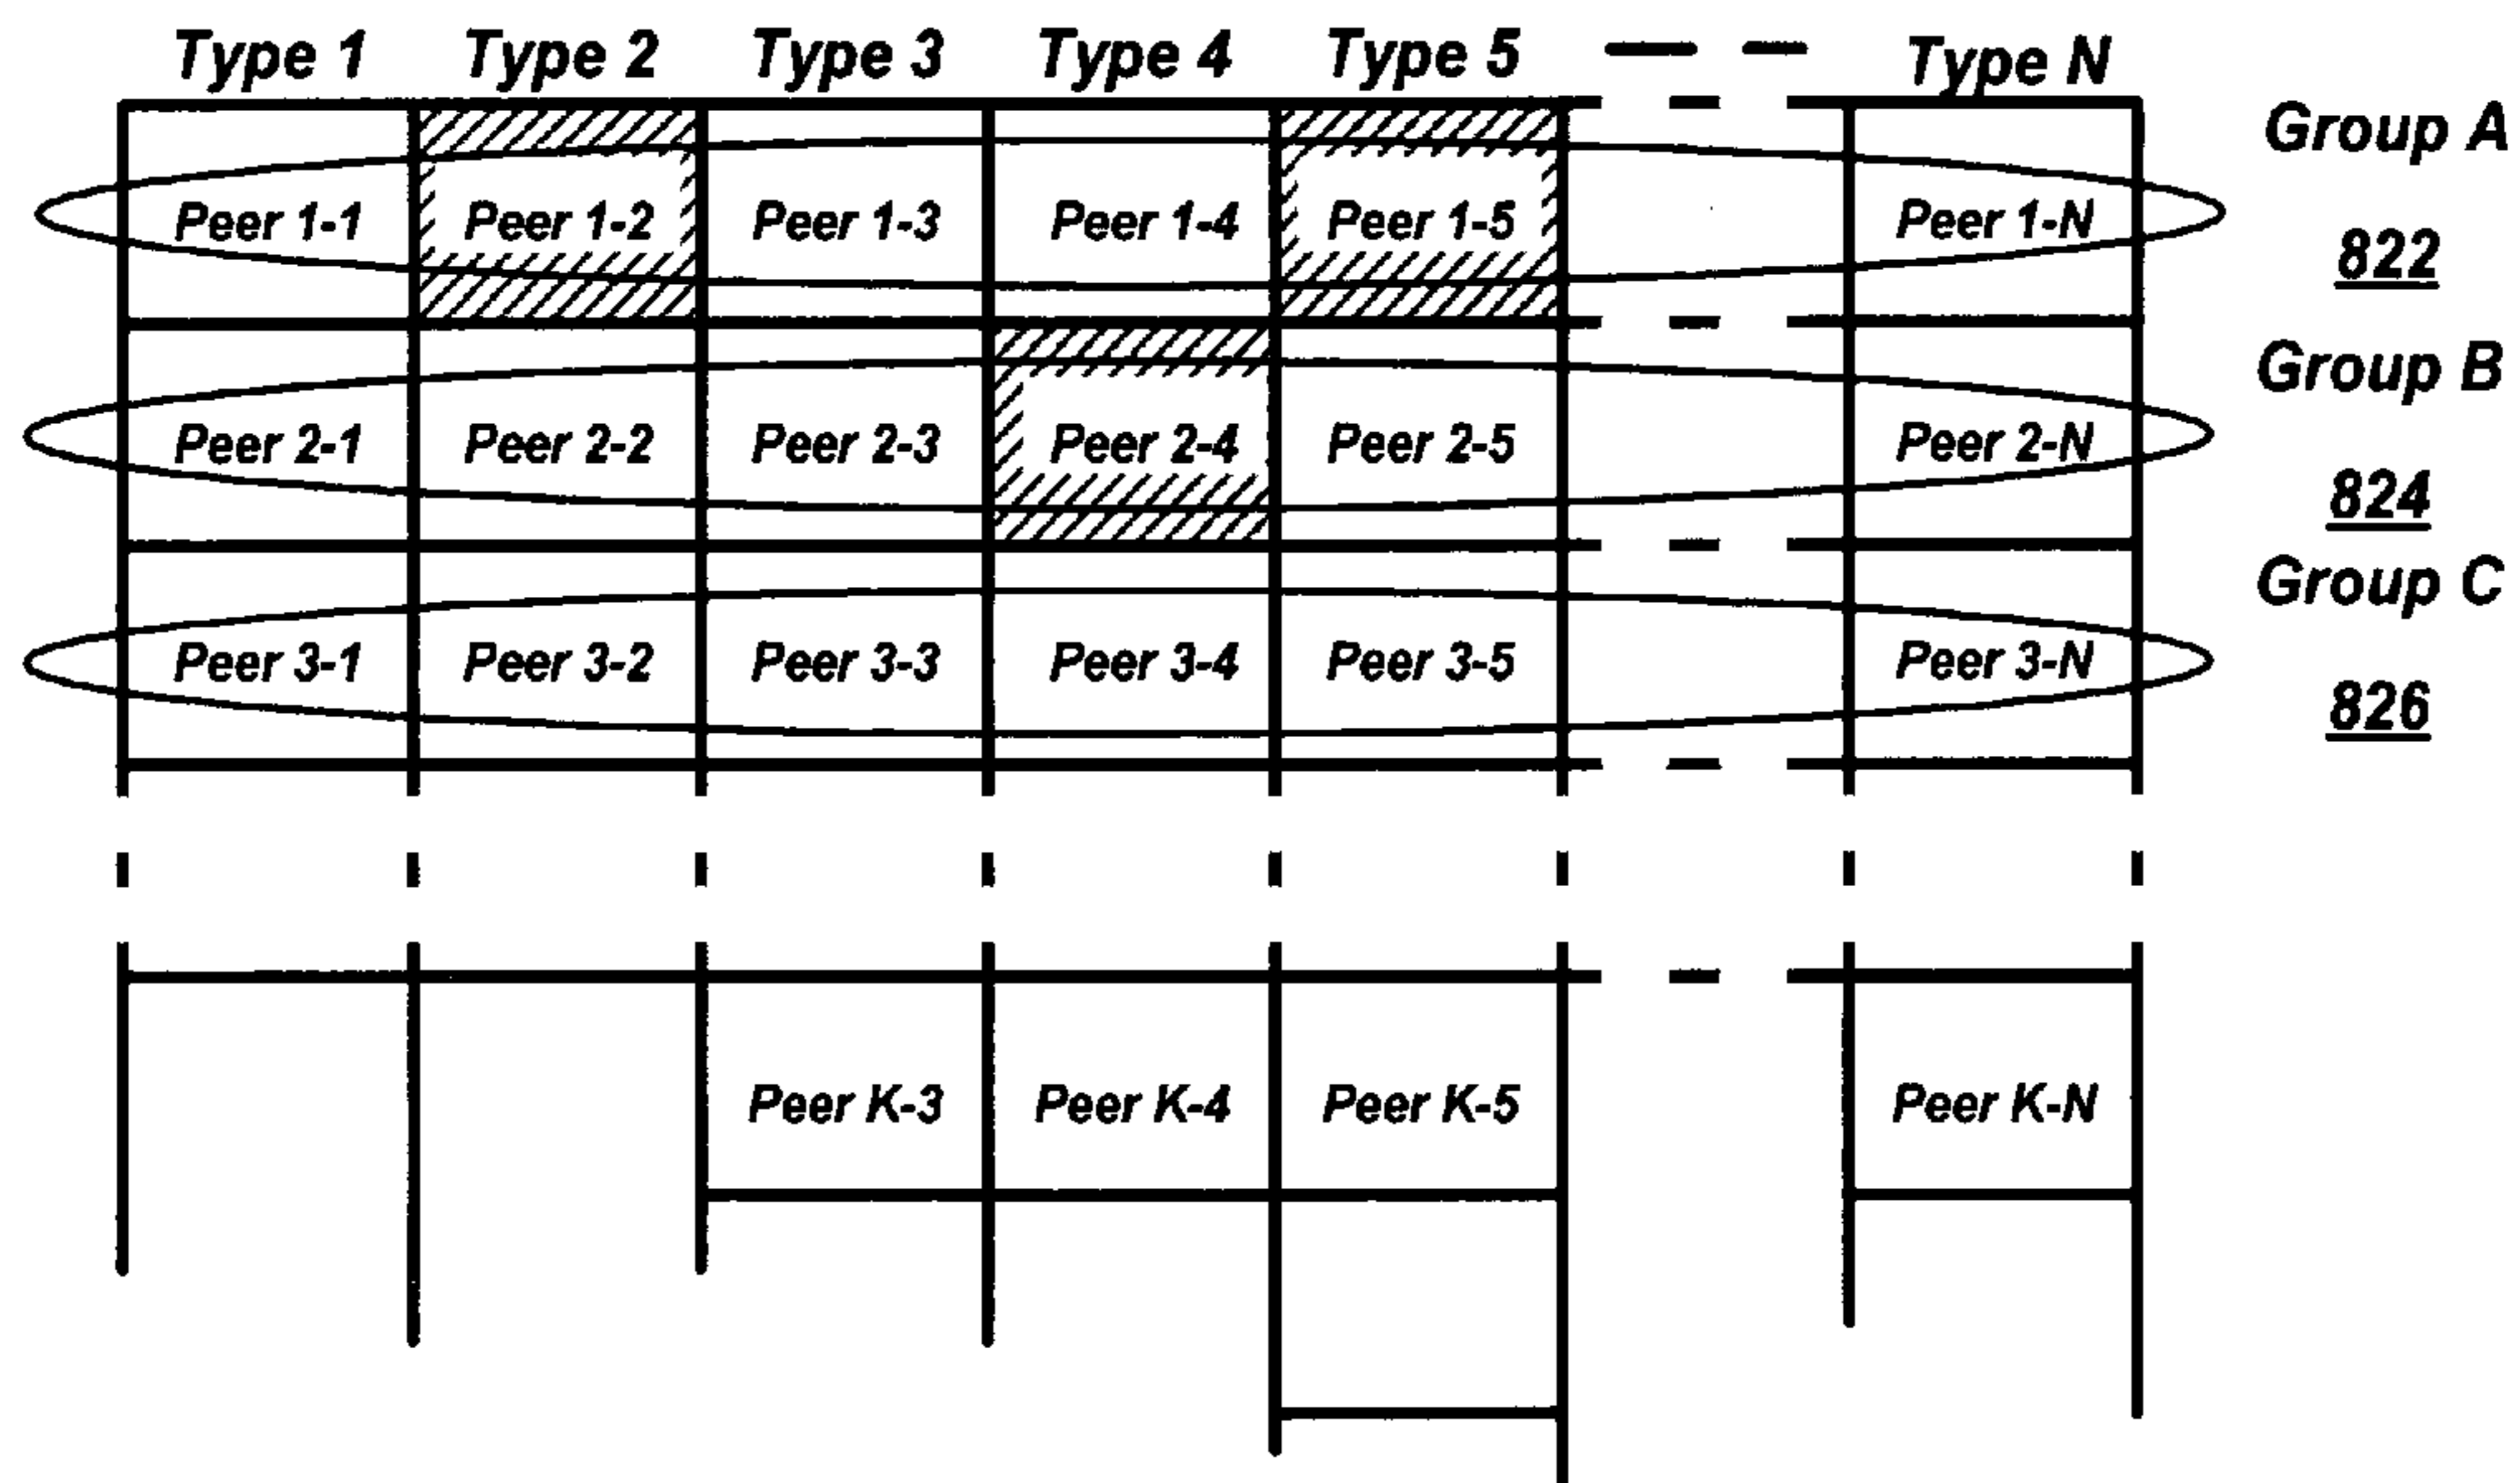 Type 1 Type 2 Type 3 Type 4 Type 5 Type N
Group A
Peer 1-1 Peer 1-2 Peer 1-3 Peer 1-4 Peer 1-5 Peer 1-N
822
Group B
Peer 2-1 Peer 2-2 Peer 2-3 Peer 2-4 Peer 2-5 Peer 2-N
824
Group C
Peer 3-1 Peer 3-2 Peer 3-3 Peer 3-4 Peer 3-5 Peer 3-N
826
Peer K-3 Peer K-4 Peer K-5 Peer K-N